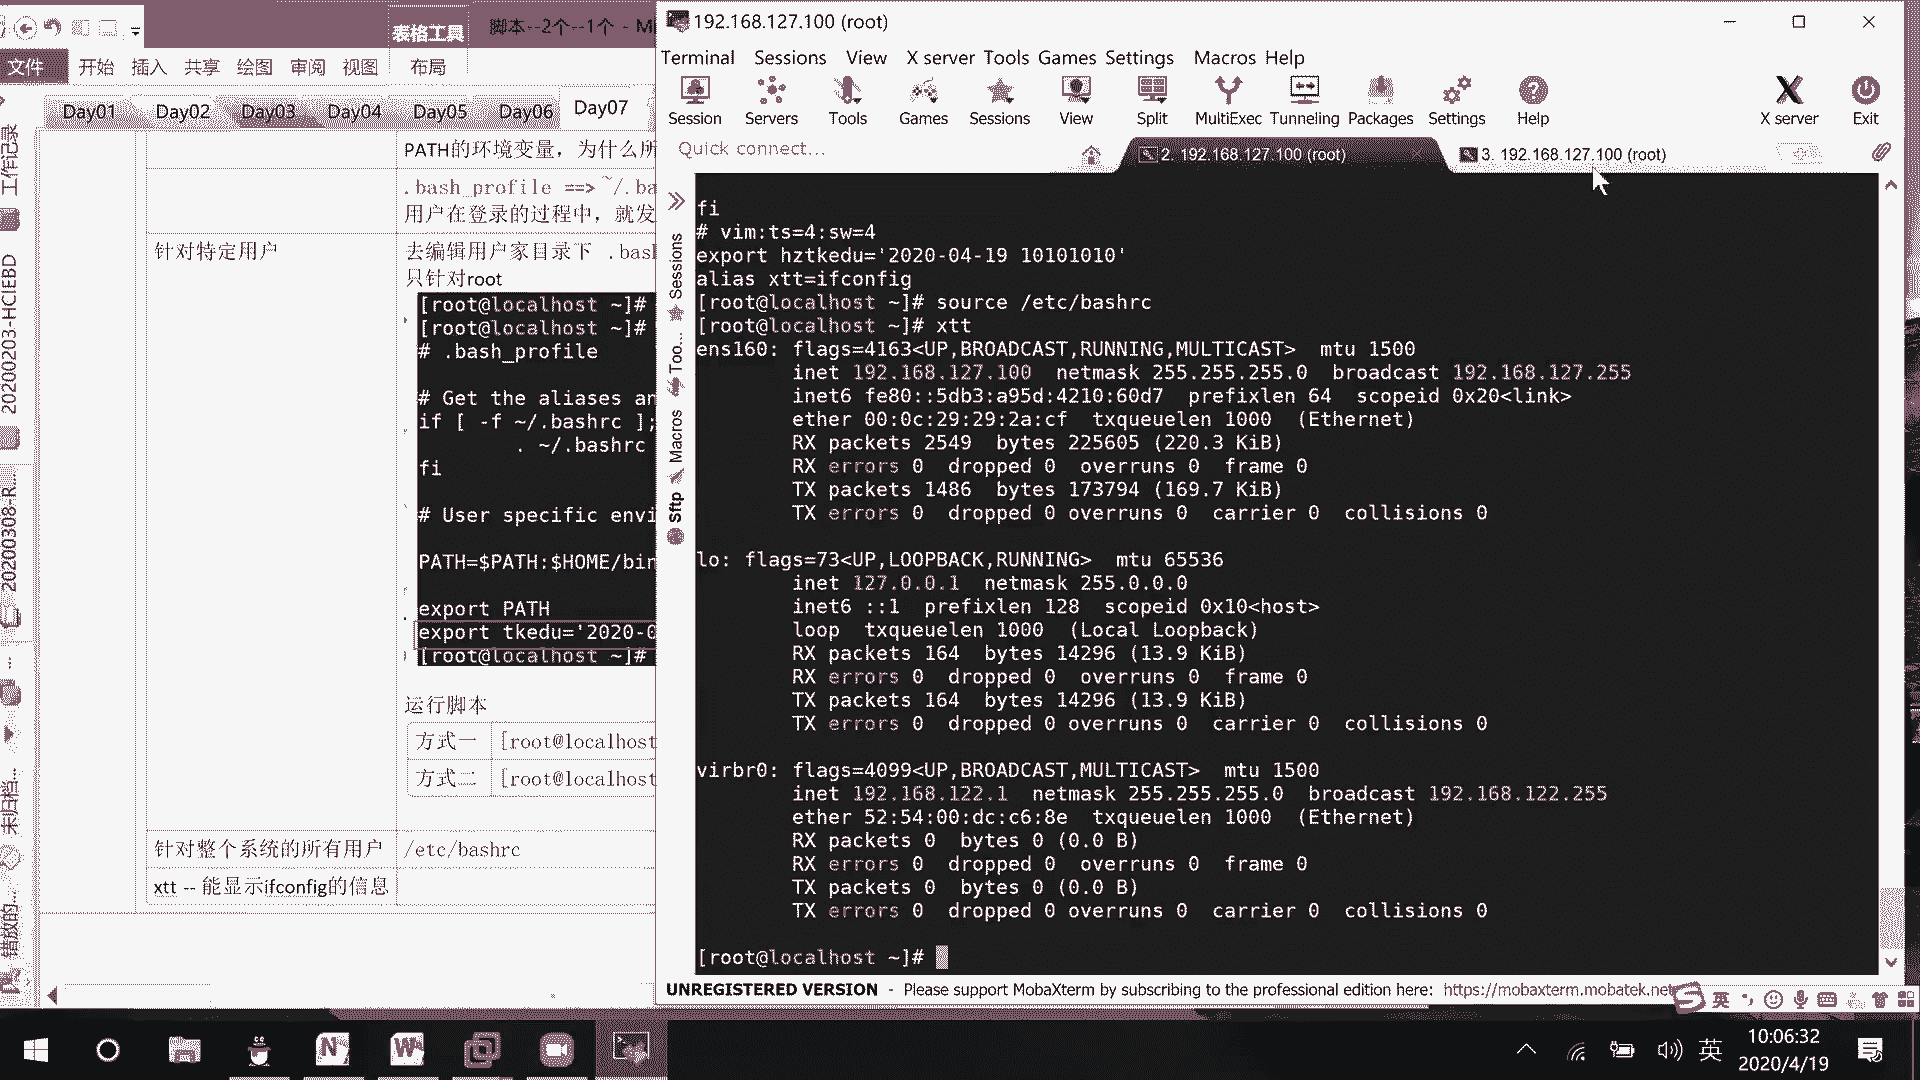 表格工具
脚本--2个--1个 - M
文件 开始 插入 共享 绘图 审阅 视图 布局
Day01 Day02 Day03 Day04 Day05 Day06 Day07
工作记录
20200203-HCIEBD
20200308-R...
...
未归档...
错放的...
PATH的环境变量，为什么所
.bash_profile ==> ~/.ba
用户在登录的过程中，就发
针对特定用户
去编辑用户家目录下 .bas
只针对root
[root@localhost ~]#
[root@localhost ~]#
# .bash_profile
# Get the aliases an
if [ -f ~/.bashrc ];
. ~/.bashrc
fi
# User specific envi
PATH=$PATH:$HOME/bin
export PATH
export tkedu='2020-0
[root@localhost ~]#
运行脚本
方式一 [root@localhost
方式二 [root@localhost
针对整个系统的所有用户 /etc/bashrc
xtt -- 能显示ifconfig的信息
192.168.127.100 (root)
Terminal Sessions View X server Tools Games Settings Macros Help
Session Servers Tools Games Sessions View Split MultiExec Tunneling Packages Settings Help X server Exit
Quick connect...
2. 192.168.127.100 (root)
3. 192.168.127.100 (root)
Sessions
Too...
Macros
Sftp
fi
# vim:ts=4:sw=4
export hztkedu='2020-04-19 10101010'
alias xtt=ifconfig
[root@localhost ~]# source /etc/bashrc
[root@localhost ~]# xtt
ens160: flags=4163<UP,BROADCAST,RUNNING,MULTICAST>  mtu 1500
inet 192.168.127.100  netmask 255.255.255.0  broadcast 192.168.127.255
inet6 fe80::5db3:a95d:4210:60d7  prefixlen 64  scopeid 0x20<link>
ether 00:0c:29:29:2a:cf  txqueuelen 1000  (Ethernet)
RX packets 2549  bytes 225605 (220.3 KiB)
RX errors 0  dropped 0  overruns 0  frame 0
TX packets 1486  bytes 173794 (169.7 KiB)
TX errors 0  dropped 0 overruns 0  carrier 0  collisions 0
lo: flags=73<UP,LOOPBACK,RUNNING>  mtu 65536
inet 127.0.0.1  netmask 255.0.0.0
inet6 ::1  prefixlen 128  scopeid 0x10<host>
loop  txqueuelen 1000  (Local Loopback)
RX packets 164  bytes 14296 (13.9 KiB)
RX errors 0  dropped 0  overruns 0  frame 0
TX packets 164  bytes 14296 (13.9 KiB)
TX errors 0  dropped 0 overruns 0  carrier 0  collisions 0
virbr0: flags=4099<UP,BROADCAST,MULTICAST>  mtu 1500
inet 192.168.122.1  netmask 255.255.255.0  broadcast 192.168.122.255
ether 52:54:00:dc:c6:8e  txqueuelen 1000  (Ethernet)
RX packets 0  bytes 0 (0.0 B)
RX errors 0  dropped 0  overruns 0  frame 0
TX packets 0  bytes 0 (0.0 B)
TX errors 0  dropped 0 overruns 0  carrier 0  collisions 0
[root@localhost ~]#
UNREGISTERED VERSION - Please support MobaXterm by subscribing to the professional edition here: https://mobaxterm.mobatek.net
英
英
10:06:32
2020/4/19